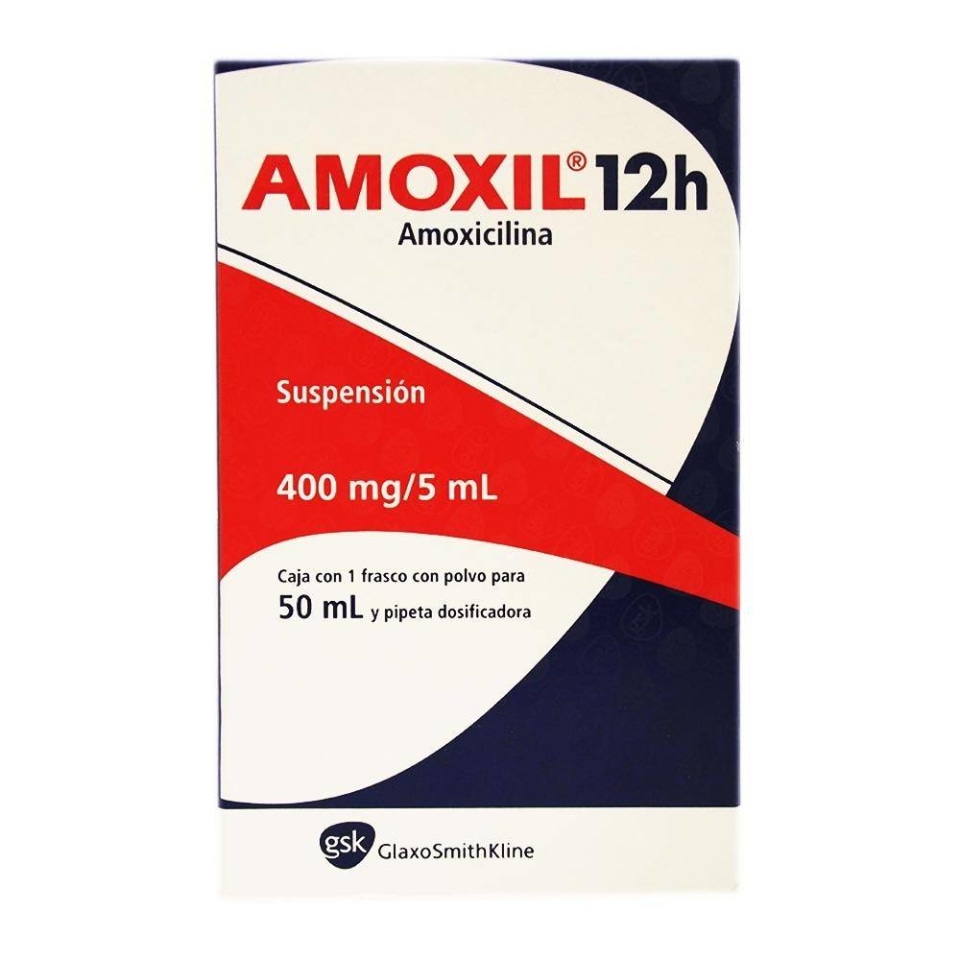 AMOXIL® 12h
Amoxicilina
Suspensión
400 mg/5 mL
Caja con 1 frasco con polvo para
50 mL y pipeta dosificadora
gsk GlaxoSmithKline